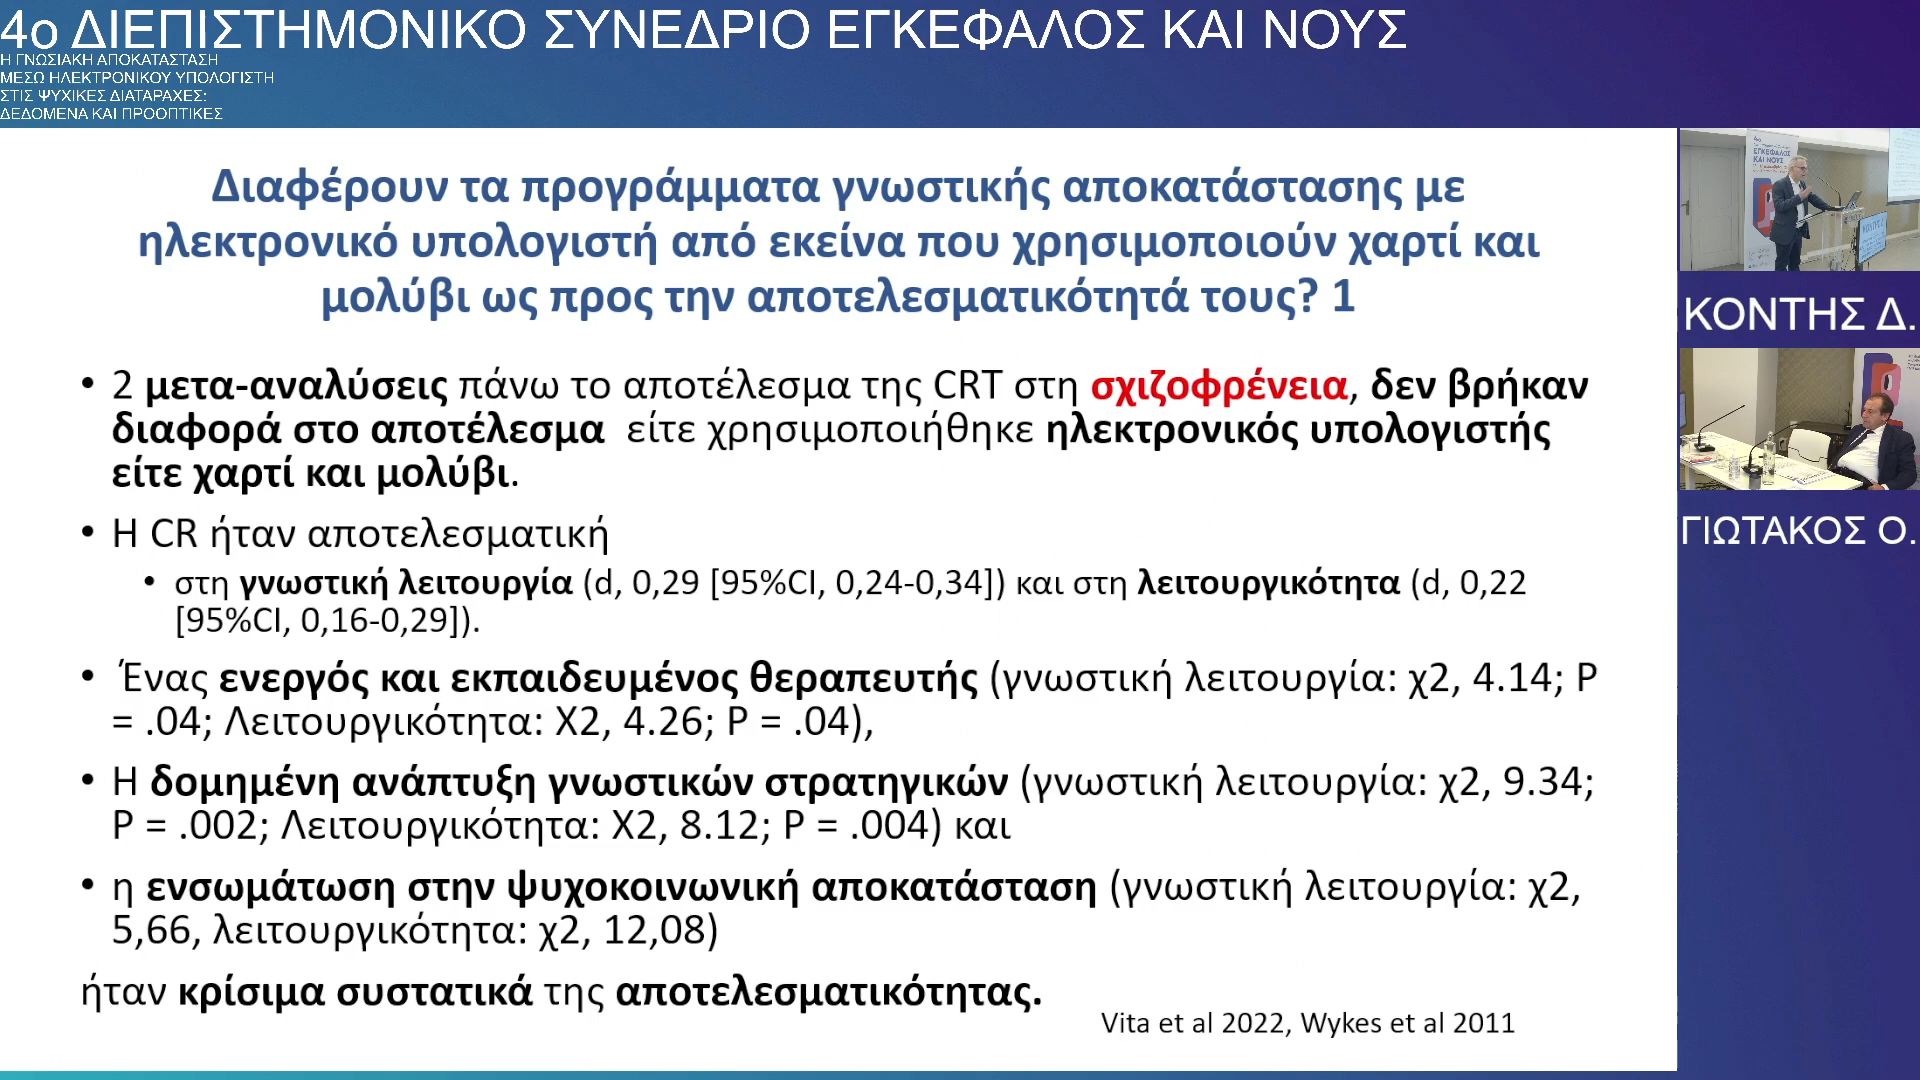 4ο ΔΙΕΠΙΣΤΗΜΟΝΙΚΟ ΣΥΝΕΔΡΙΟ ΕΓΚΕΦΑΛΟΣ ΚΑΙ ΝΟΥΣ
Η ΓΝΩΣΙΑΚΗ ΑΠΟΚΑΤΑΣΤΑΣΗ
ΜΕΣΩ ΗΛΕΚΤΡΟΝΙΚΟΥ ΥΠΟΛΟΓΙΣΤΗ
ΣΤΙΣ ΨΥΧΙΚΕΣ ΔΙΑΤΑΡΑΧΕΣ:
ΔΕΔΟΜΕΝΑ ΚΑΙ ΠΡΟΟΠΤΙΚΕΣ
Διαφέρουν τα προγράμματα γνωστικής αποκατάστασης με
ηλεκτρονικό υπολογιστή από εκείνα που χρησιμοποιούν χαρτί και
μολύβι ως προς την αποτελεσματικότητά τους? 1
• 2 μετα-αναλύσεις πάνω το αποτέλεσμα της CRT στη σχιζοφρένεια, δεν βρήκαν
διαφορά στο αποτέλεσμα είτε χρησιμοποιήθηκε ηλεκτρονικός υπολογιστής
είτε χαρτί και μολύβι.
• Η CR ήταν αποτελεσματική
• στη γνωστική λειτουργία (d, 0,29 [95%CI, 0,24-0,34]) και στη λειτουργικότητα (d, 0,22
[95%CI, 0,16-0,29]).
• Ένας ενεργός και εκπαιδευμένος θεραπευτής (γνωστική λειτουργία: χ2, 4.14; P
= .04; Λειτουργικότητα: Χ2, 4.26; P = .04),
• Η δομημένη ανάπτυξη γνωστικών στρατηγικών (γνωστική λειτουργία: χ2, 9.34;
P = .002; Λειτουργικότητα: Χ2, 8.12; P = .004) και
• η ενσωμάτωση στην ψυχοκοινωνική αποκατάσταση (γνωστική λειτουργία: χ2,
5,66, λειτουργικότητα: χ2, 12,08)
ήταν κρίσιμα συστατικά της αποτελεσματικότητας.
Vita et al 2022, Wykes et al 2011
ΕΓΚΕΦΑΛΟΣ
ΚΑΙ ΝΟΥΣ
ΚΟΝΤΗΣ Δ.
ΓΙΩΤΑΚΟΣ Ο.